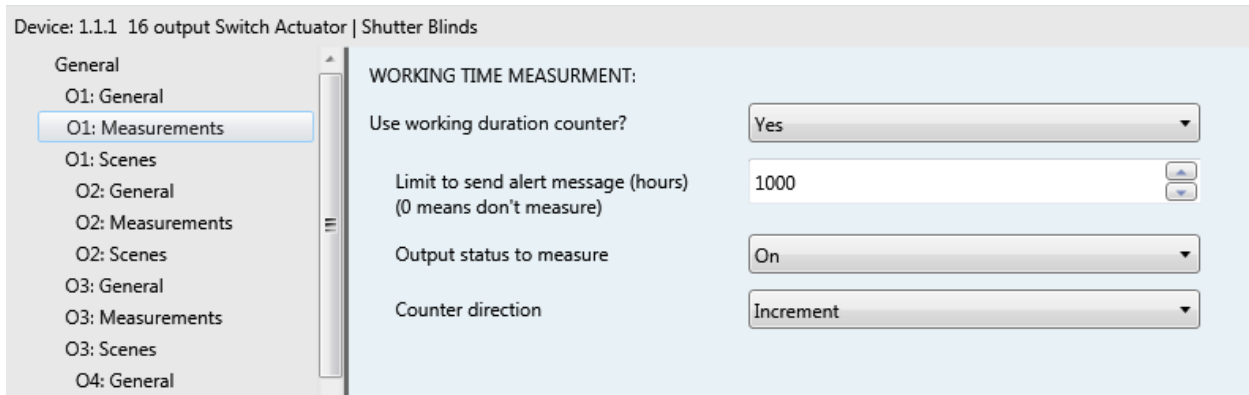 Device: 1.1.1 16 output Switch Actuator | Shutter Blinds
General
O1: General
O1: Measurements
O1: Scenes
O2: General
O2: Measurements
O2: Scenes
O3: General
O3: Measurements
O3: Scenes
O4: General
WORKING TIME MEASURMENT:
Use working duration counter?
Yes
Limit to send alert message (hours)
(0 means don't measure)
1000
Output status to measure
On
Counter direction
Increment